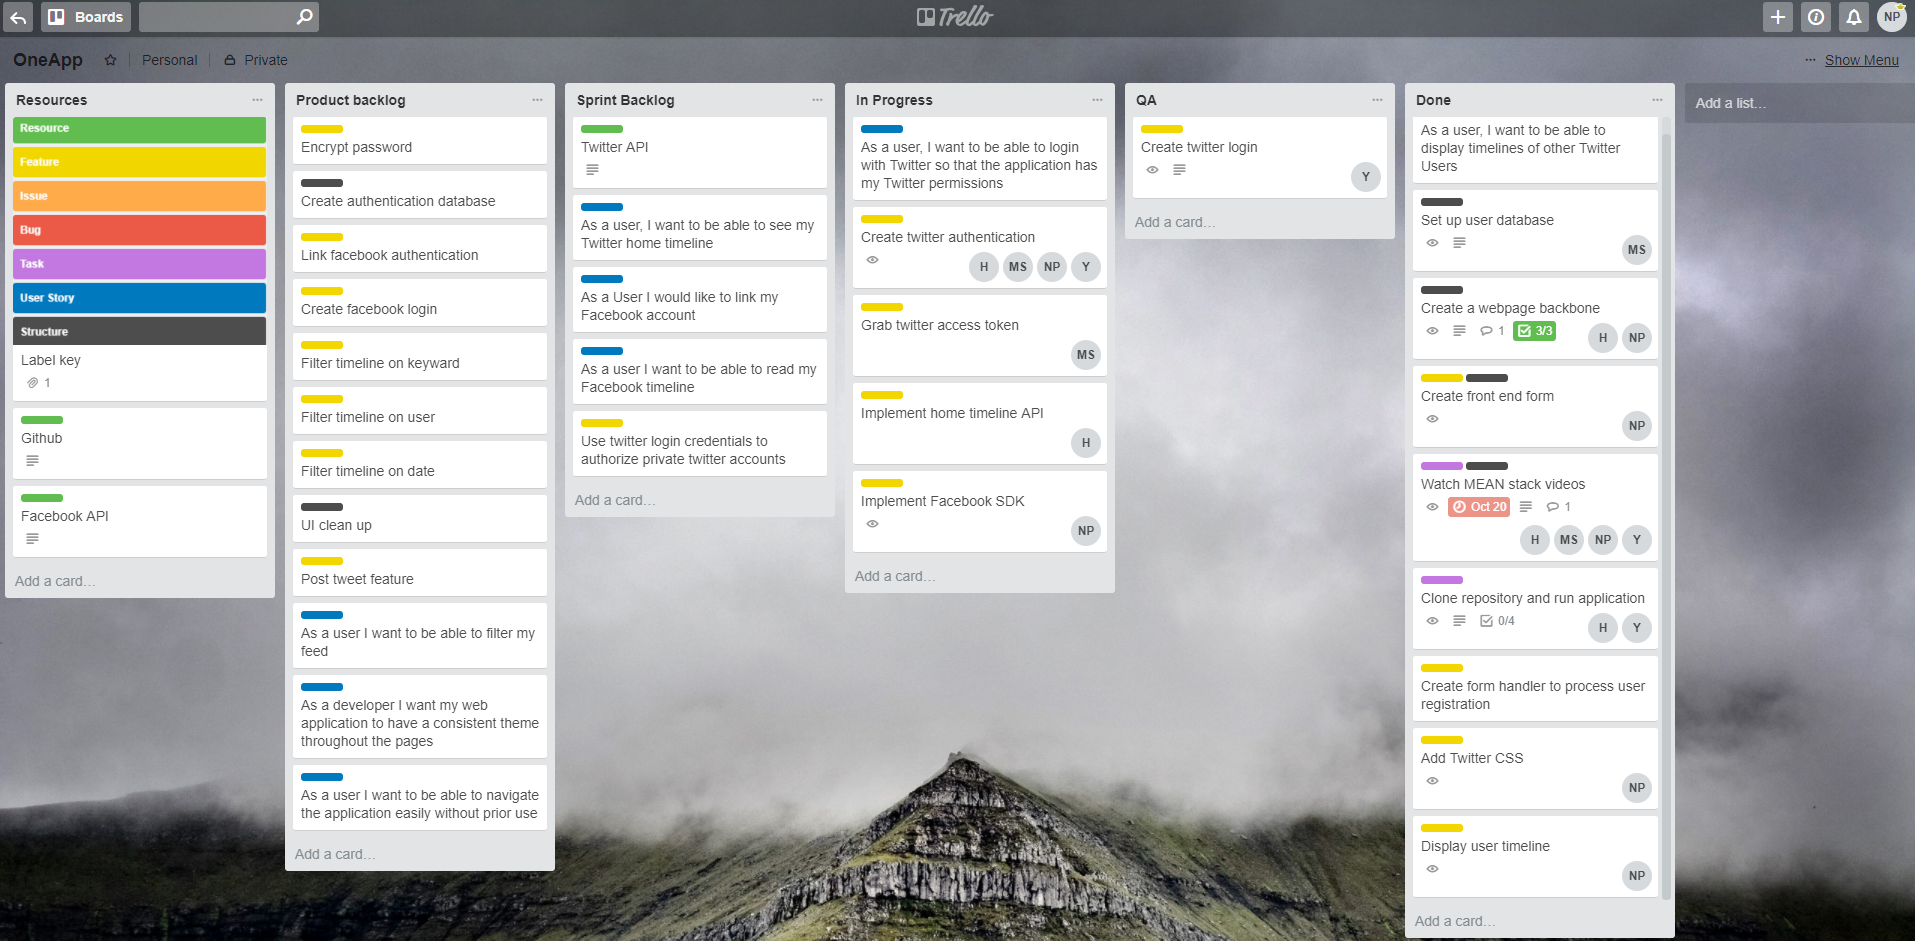 Boards
Trello
NP
OneApp
Personal
Private
... Show Menu
Resources
Resource
Feature
Issue
Bug
Task
User Story
Structure
Label key
1
Github
Facebook API
Add a card...
Product backlog
Encrypt password
Create authentication database
Link facebook authentication
Create facebook login
Filter timeline on keyward
Filter timeline on user
Filter timeline on date
UI clean up
Post tweet feature
As a user I want to be able to filter my
feed
As a developer I want my web
application to have a consistent theme
throughout the pages
As a user I want to be able to navigate
the application easily without prior use
Add a card...
Sprint Backlog
Twitter API
As a user, I want to be able to see my
Twitter home timeline
As a User I would like to link my
Facebook account
As a user I want to be able to read my
Facebook timeline
Use twitter login credentials to
authorize private twitter accounts
Add a card...
In Progress
As a user, I want to be able to login
with Twitter so that the application has
my Twitter permissions
Create twitter authentication
H MS NP Y
Grab twitter access token
MS
Implement home timeline API
H
Implement Facebook SDK
NP
Add a card...
QA
Create twitter login
Y
Add a card...
Done
As a user, I want to be able to
display timelines of other Twitter
Users
Set up user database
MS
Create a webpage backbone
1 3/3 H NP
Create front end form
NP
Watch MEAN stack videos
Oct 20 1
H MS NP Y
Clone repository and run application
0/4 H Y
Create form handler to process user
registration
Add Twitter CSS
NP
Display user timeline
NP
Add a card...
Add a list...